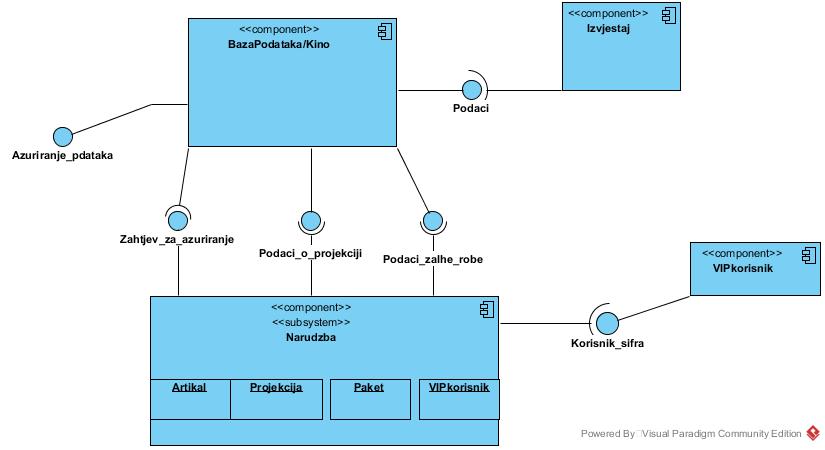 <<component>>
BazaPodataka/Kino
<<component>>
Izvjestaj
Podaci
Azuriranje_pdataka
Zahtjev_za_azuriranje
Podaci_o_projekciji
Podaci_zalhe_robe
<<component>>
VIPkorisnik
<<component>>
<<subsystem>>
Narudzba
Korisnik_sifra
Artikal
Projekcija
Paket
VIPkorisnik
Powered By Visual Paradigm Community Edition